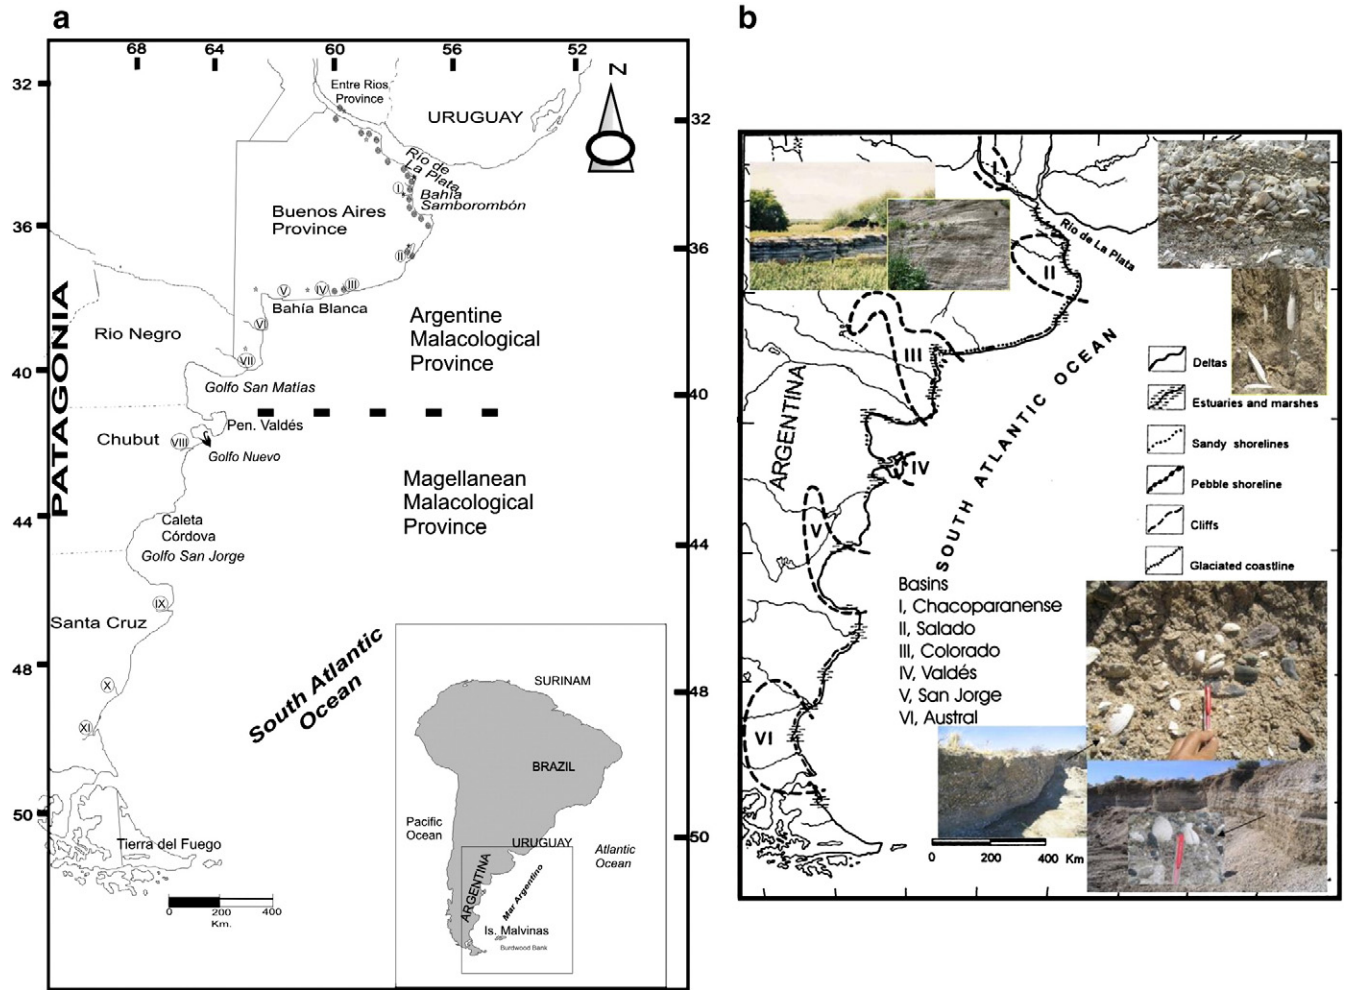 a
68 64 60 56 52
32
36
40
44
48
50
32
36
40
44
48
50
N
Entre Rios
Province
URUGUAY
Río de
La Plata
Bahía
Samborombón
Buenos Aires
Province
I
II
III
IV
V
VI
VII
VIII
IX
X
XI
Bahía Blanca
Rio Negro
PATAGONIA
Argentine
Malacological
Province
Golfo San Matías
Pen. Valdés
Chubut
Golfo Nuevo
Magellanean
Malacological
Province
Caleta
Córdova
Golfo San Jorge
Santa Cruz
South Atlantic
Ocean
Tierra del Fuego
0 200 400
Km.
SURINAM
BRAZIL
Pacific
Ocean
URUGUAY
Atlantic
Ocean
ARGENTINA
Mar Argentino
Is. Malvinas
Burdwood Bank
b
I
Río de La Plata
II
III
IV
V
VI
ARGENTINA
SOUTH ATLANTIC OCEAN
Deltas
Estuaries and marshes
Sandy shorelines
Pebble shoreline
Cliffs
Glaciated coastline
Basins
I, Chacoparanense
II, Salado
III, Colorado
IV, Valdés
V, San Jorge
VI, Austral
0 200 400 Km